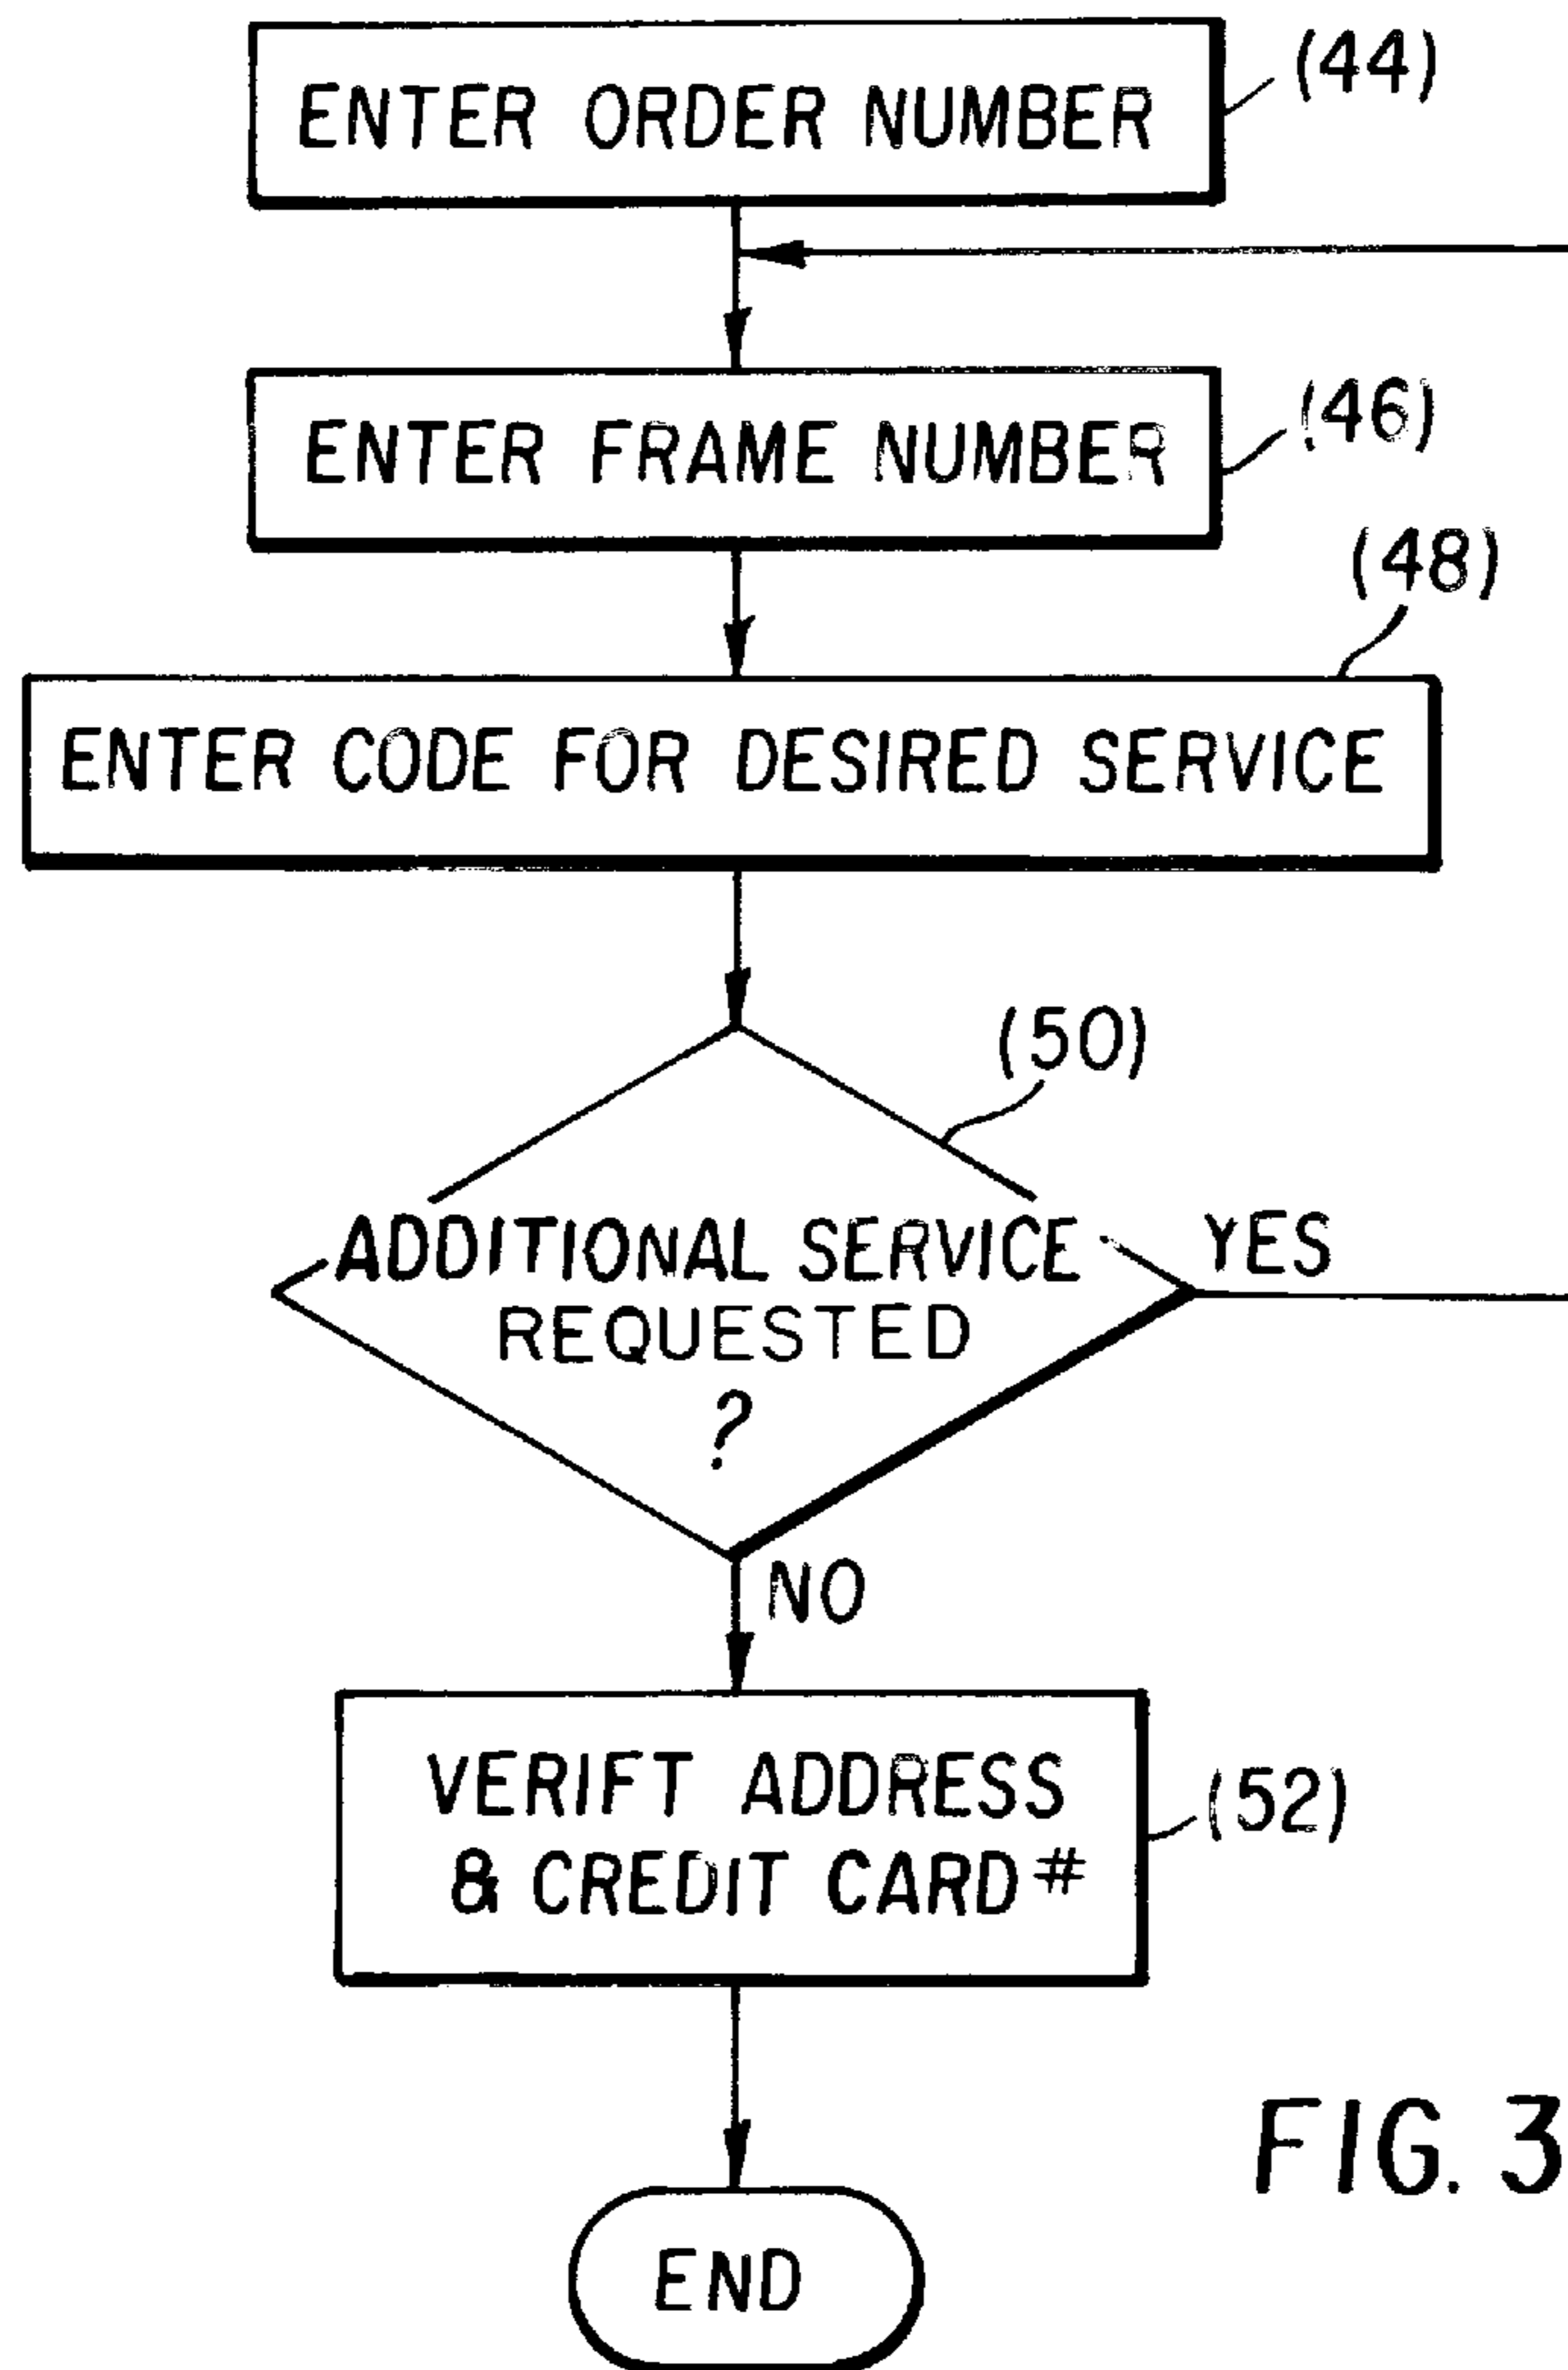 ENTER ORDER NUMBER
(44)
ENTER FRAME NUMBER
(46)
(48)
ENTER CODE FOR DESIRED SERVICE
(50)
ADDITIONAL SERVICE
REQUESTED
?
YES
NO
VERIFT ADDRESS
& CREDIT CARD #
(52)
FIG. 3
END